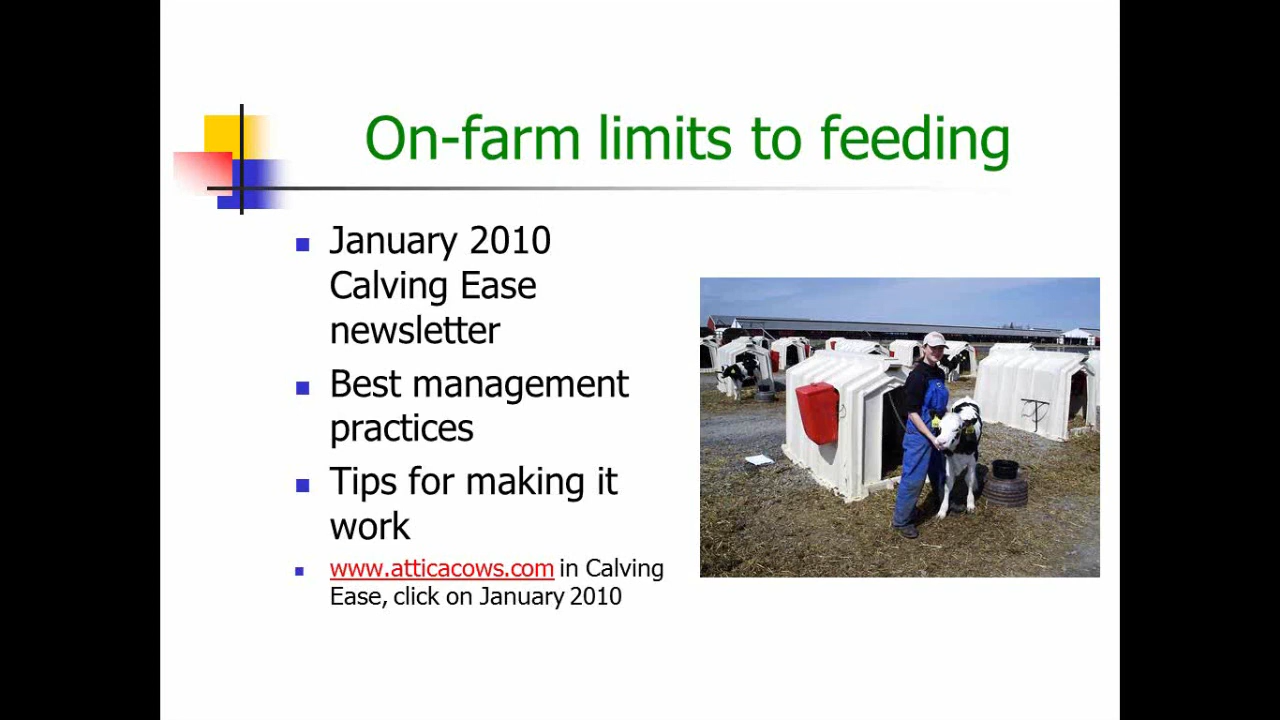 On-farm limits to feeding
January 2010
Calving Ease
newsletter
Best management
practices
Tips for making it
work
www.atticacows.com in Calving
Ease, click on January 2010